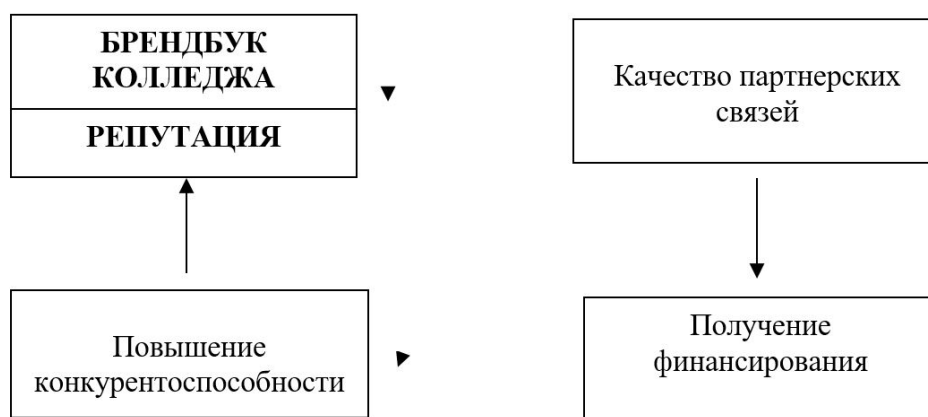 БРЕНДБУК
КОЛЛЕДЖА
РЕПУТАЦИЯ
Качество партнерских
связей
Повышение
конкурентоспособности
Получение
финансирования